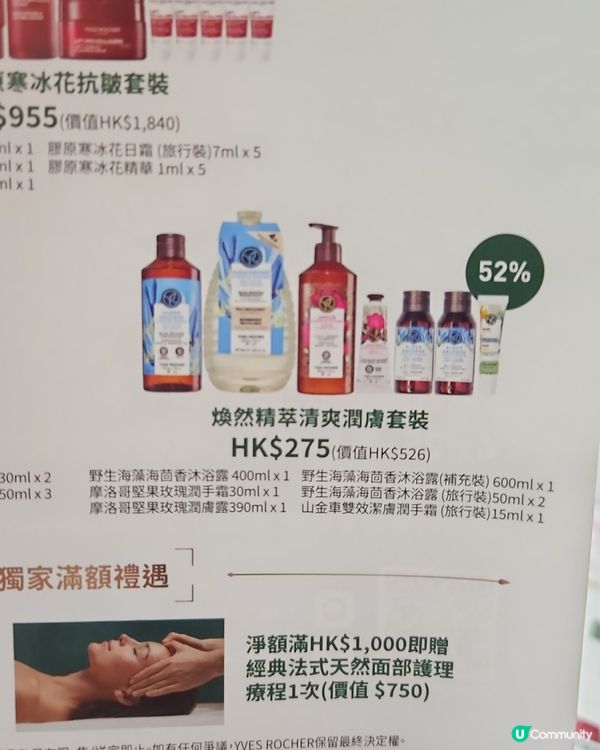 寒冰花抗皺套裝
$955(價值HK$1,840)
ml x 1 膠原寒冰花日霜 (旅行裝)7ml x 5
ml x 1 膠原寒冰花精華 1ml x 5
ml x 1
52%
煥然精萃清爽潤膚套裝
HK$275(價值HK$526)
30ml x 2
50ml x 3
野生海藻海茴香沐浴露 400ml x 1 野生海藻海茴香沐浴露(補充裝) 600ml x 1
摩洛哥堅果玫瑰潤手霜30ml x 1 野生海藻海茴香沐浴露 (旅行裝)50ml x 2
摩洛哥堅果玫瑰潤膚露390ml x 1 山金車雙效潔膚潤手霜 (旅行裝)15ml x 1
獨家滿額禮遇
淨額滿HK$1,000即贈
經典法式天然面部護理
療程1次(價值 $750)
如有任何爭議，YVES ROCHER保留最終決定權。
U Community